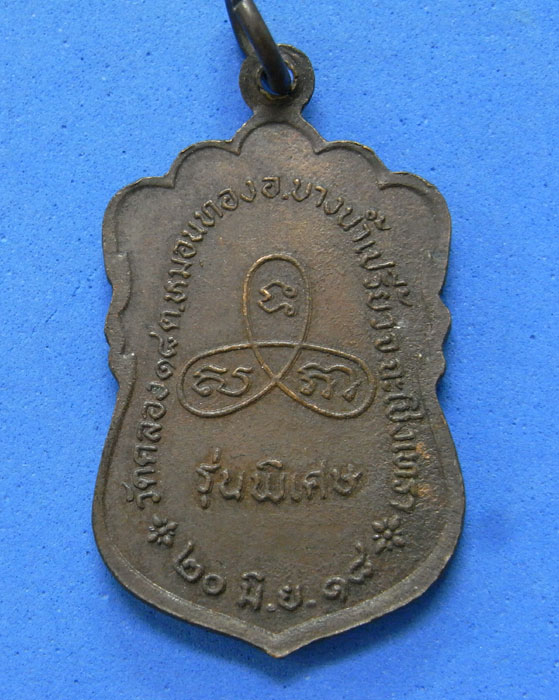 วัดคลอง ๑๘ ต.หมอนทอง อ.บางน้ำเปรี้ยว จ.ฉะเชิงเทรา
รุ่นพิเศษ
๒๐ มิ.ย. ๑๙